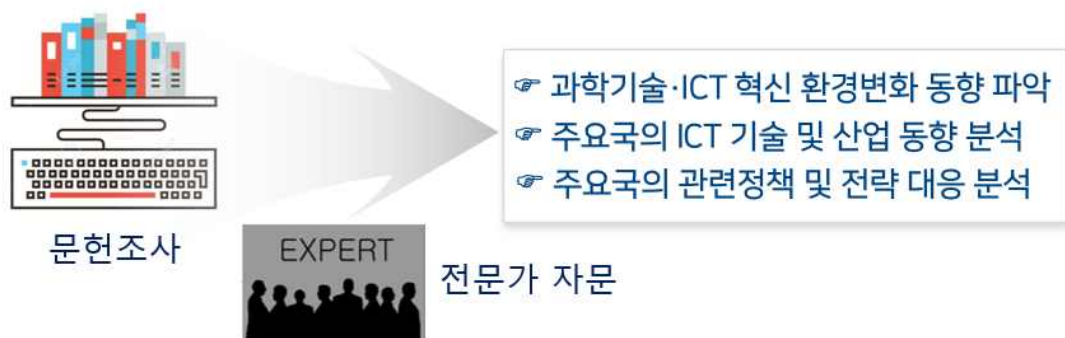 ☞ 과학기술·ICT 혁신 환경변화 동향 파악
☞ 주요국의 ICT 기술 및 산업 동향 분석
☞ 주요국의 관련정책 및 전략 대응 분석
문헌조사
EXPERT
전문가 자문